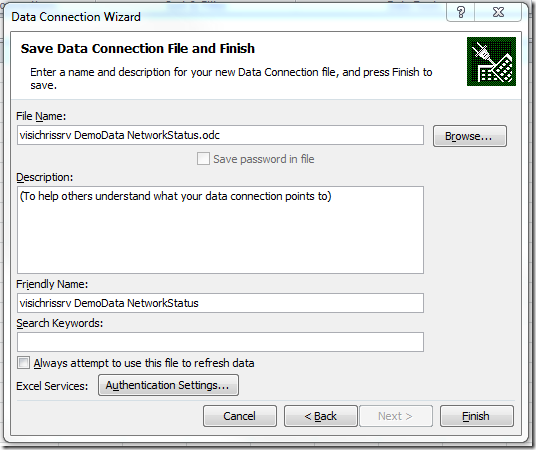 Data Connection Wizard
Save Data Connection File and Finish
Enter a name and description for your new Data Connection file, and press Finish to
save.
File Name:
visichrissrv DemoData NetworkStatus.odc
Browse...
Save password in file
Description:
(To help others understand what your data connection points to)
Friendly Name:
visichrissrv DemoData NetworkStatus
Search Keywords:
Always attempt to use this file to refresh data
Excel Services: Authentication Settings...
Cancel < Back Next > Finish